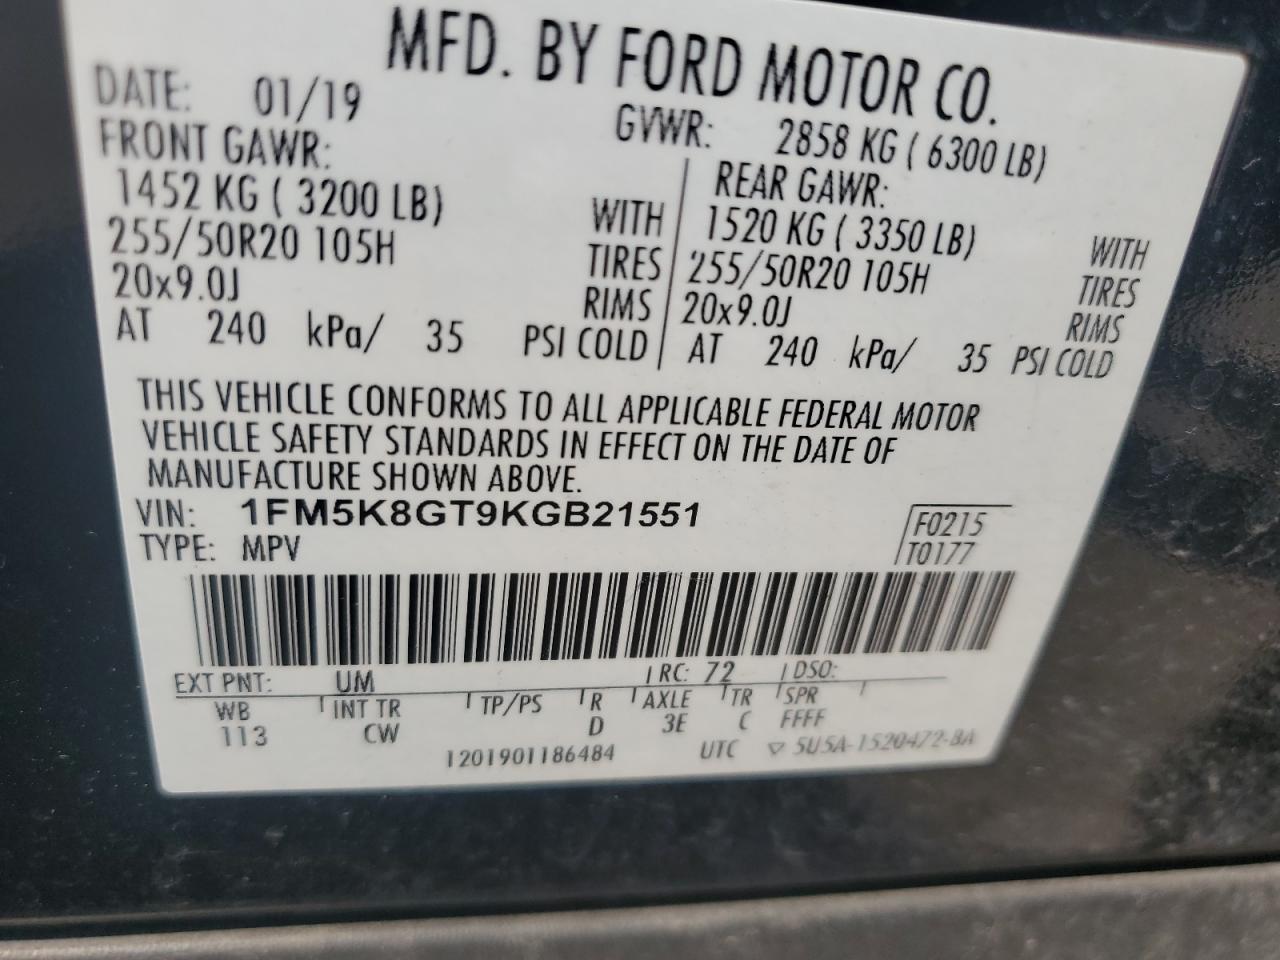 MFD. BY FORD MOTOR CO.
DATE: 01/19 GVWR: 2858 KG ( 6300 LB)
FRONT GAWR: REAR GAWR:
1452 KG ( 3200 LB) WITH 1520 KG ( 3350 LB) WITH
255/50R20 105H TIRES 255/50R20 105H TIRES
20x9.0J RIMS 20x9.0J RIMS
AT 240 kPa/ 35 PSI COLD AT 240 kPa/ 35 PSI COLD
THIS VEHICLE CONFORMS TO ALL APPLICABLE FEDERAL MOTOR
VEHICLE SAFETY STANDARDS IN EFFECT ON THE DATE OF
MANUFACTURE SHOWN ABOVE.
VIN: 1FM5K8GT9KGB21551 F0215
TYPE: MPV T0177
EXT PNT: UM RC: 72 DSO:
WB INT TR TP/PS R AXLE TR SPR
113 CW D 3E C FFFF
1201901186484 UTC ▽ 5U5A-1520472-BA